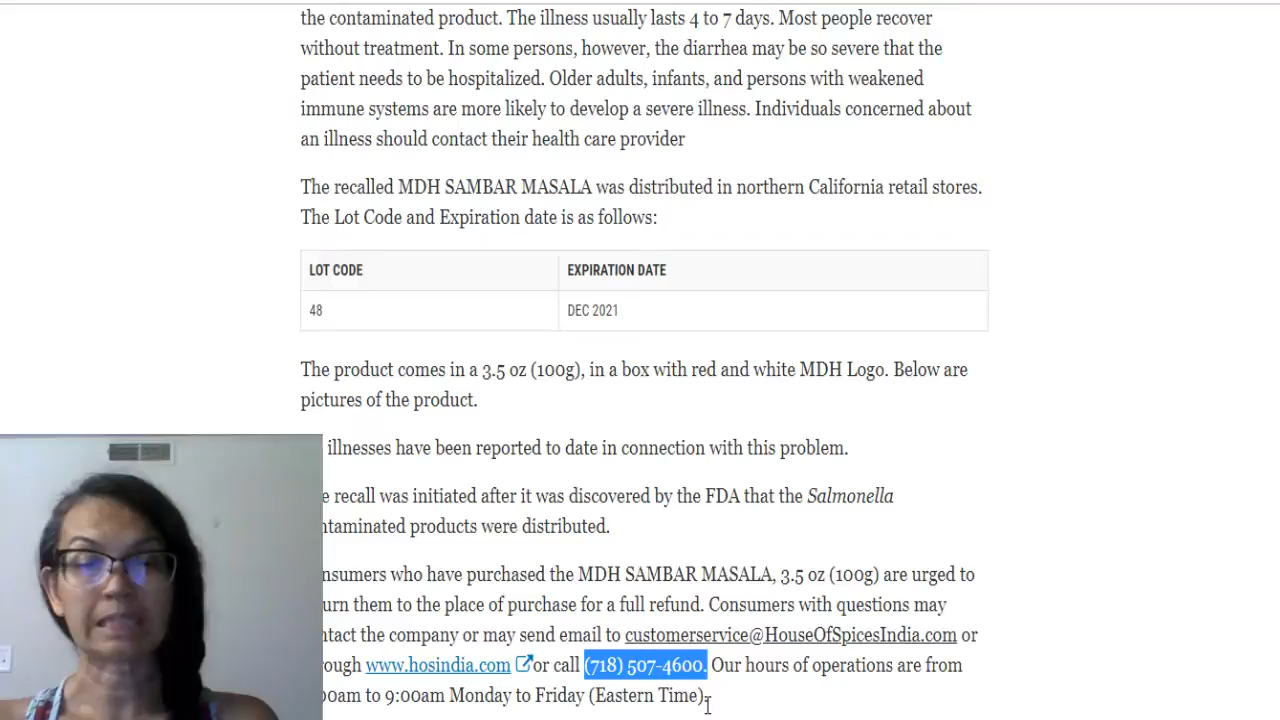 the contaminated product. The illness usually lasts 4 to 7 days. Most people recover
without treatment. In some persons, however, the diarrhea may be so severe that the
patient needs to be hospitalized. Older adults, infants, and persons with weakened
immune systems are more likely to develop a severe illness. Individuals concerned about
an illness should contact their health care provider
The recalled MDH SAMBAR MASALA was distributed in northern California retail stores.
The Lot Code and Expiration date is as follows:
LOT CODE EXPIRATION DATE
48 DEC 2021
The product comes in a 3.5 oz (100g), in a box with red and white MDH Logo. Below are
pictures of the product.
illnesses have been reported to date in connection with this problem.
recall was initiated after it was discovered by the FDA that the Salmonella
ntaminated products were distributed.
nsumers who have purchased the MDH SAMBAR MASALA, 3.5 oz (100g) are urged to
urn them to the place of purchase for a full refund. Consumers with questions may
ntact the company or may send email to customerservice@HouseOfSpicesIndia.com or
rough www.hosindia.com or call (718) 507-4600. Our hours of operations are from
00am to 9:00am Monday to Friday (Eastern Time).